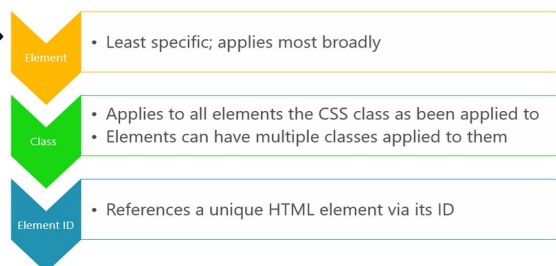 Element
• Least specific; applies most broadly
Class
• Applies to all elements the CSS class as been applied to
• Elements can have multiple classes applied to them
Element ID
• References a unique HTML element via its ID